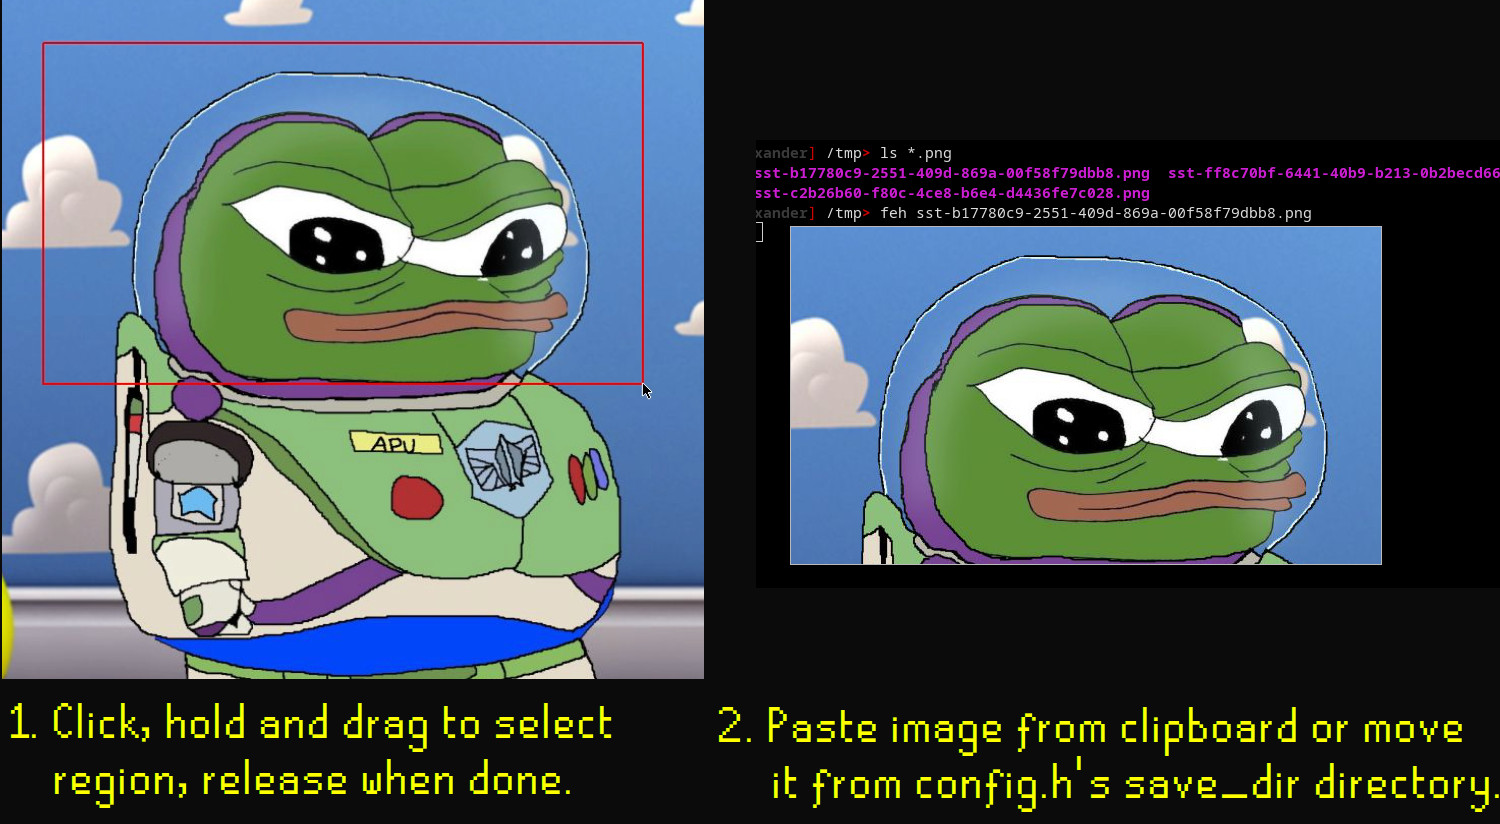 xander] /tmp> ls *.png
sst-b17780c9-2551-409d-869a-00f58f79dbb8.png sst-ff8c70bf-6441-40b9-b213-0b2becd66
sst-c2b26b60-f80c-4ce8-b6e4-d4436fe7c028.png
xander] /tmp> feh sst-b17780c9-2551-409d-869a-00f58f79dbb8.png
APU
1. Click, hold and drag to select
region, release when done.
2. Paste image from clipboard or move
it from config.h's save_dir directory.